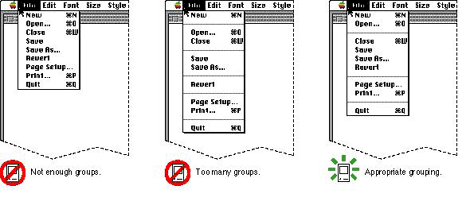 File Edit Font Size Style
New ⌘N
Open... ⌘O
Close ⌘W
Save
Save As...
Revert
Page Setup...
Print... ⌘P
Quit ⌘Q
Not enough groups.
File Edit Font Size Style
New ⌘N
Open... ⌘O
Close ⌘W
Save
Save As...
Revert
Page Setup...
Print... ⌘P
Quit ⌘Q
Too many groups.
File Edit Font Size Style
New ⌘N
Open... ⌘O
Close ⌘W
Save
Save As...
Revert
Page Setup...
Print... ⌘P
Quit ⌘Q
Appropriate grouping.